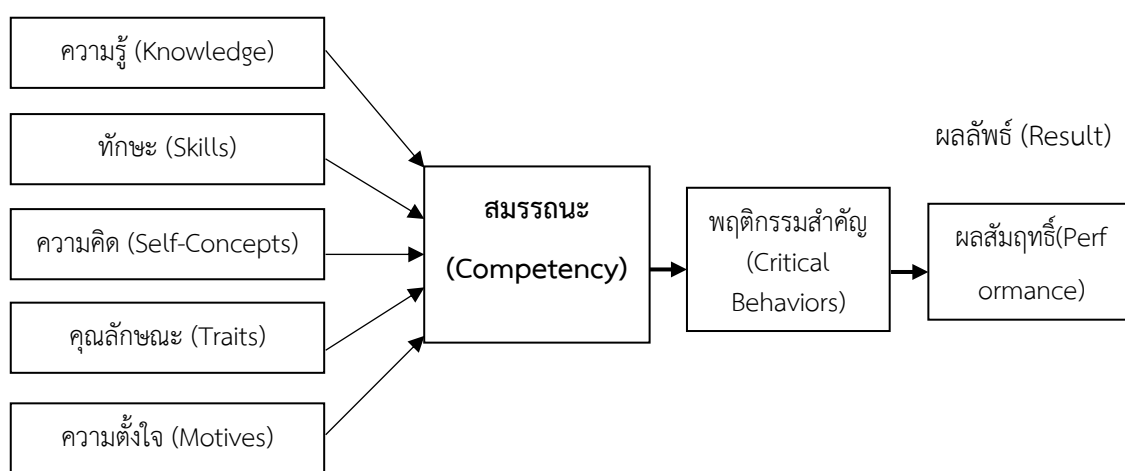 ความรู้ (Knowledge)
ทักษะ (Skills)
ความคิด (Self-Concepts)
คุณลักษณะ (Traits)
ความตั้งใจ (Motives)
สมรรถนะ
(Competency)
พฤติกรรมสำคัญ
(Critical
Behaviors)
ผลลัพธ์ (Result)
ผลสัมฤทธิ์(Perf
ormance)